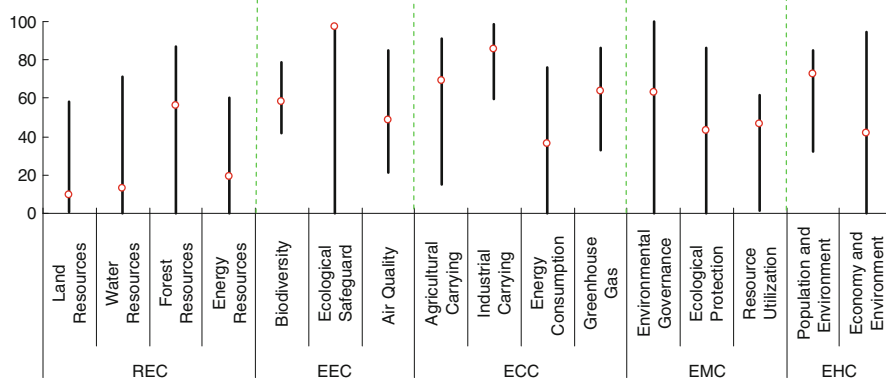 100
80
60
40
20
0
Land
Resources
Water
Resources
Forest
Resources
Energy
Resources
Biodiversity
Ecological
Safeguard
Air Quality
Agricultural
Carrying
Industrial
Carrying
Energy
Consumption
Greenhouse
Gas
Environmental
Governance
Ecological
Protection
Resource
Utilization
Population and
Environment
Economy and
Environment
REC
EEC
ECC
EMC
EHC